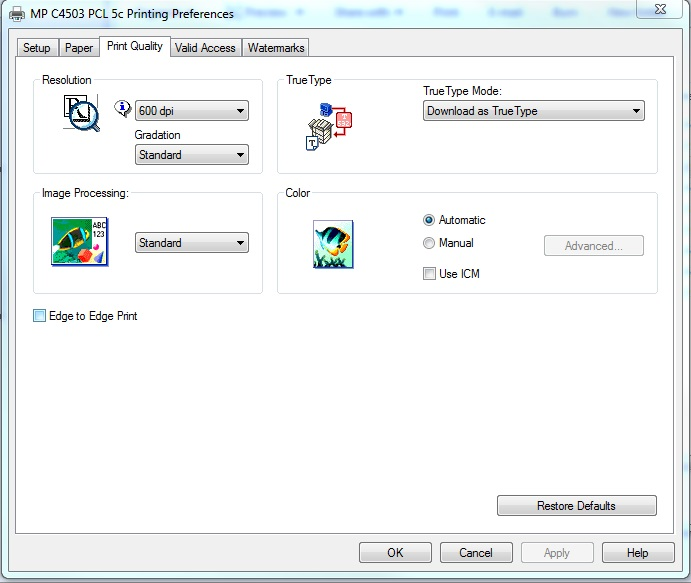 MP C4503 PCL 5c Printing Preferences
Setup Paper Print Quality Valid Access Watermarks
Resolution
600 dpi
Gradation
Standard
TrueType
TrueType Mode:
Download as TrueType
Image Processing:
ABC
123
Standard
Color
Automatic
Manual
Advanced...
Use ICM
Edge to Edge Print
Restore Defaults
OK Cancel Apply Help